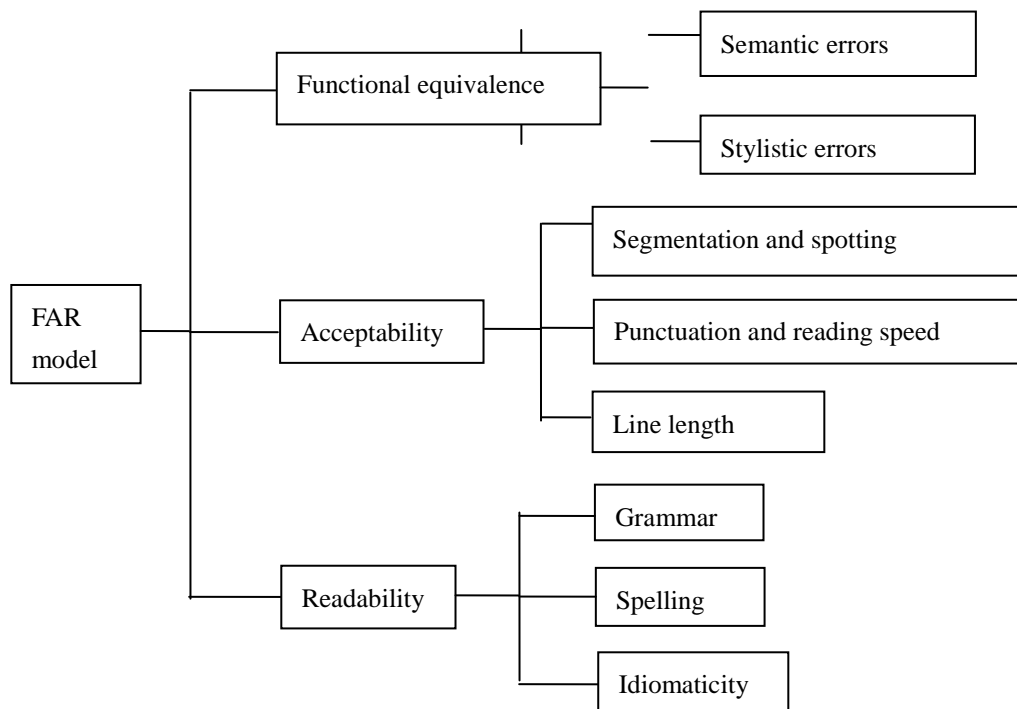 FAR
model
Functional equivalence
Semantic errors
Stylistic errors
Acceptability
Segmentation and spotting
Punctuation and reading speed
Line length
Readability
Grammar
Spelling
Idiomaticity